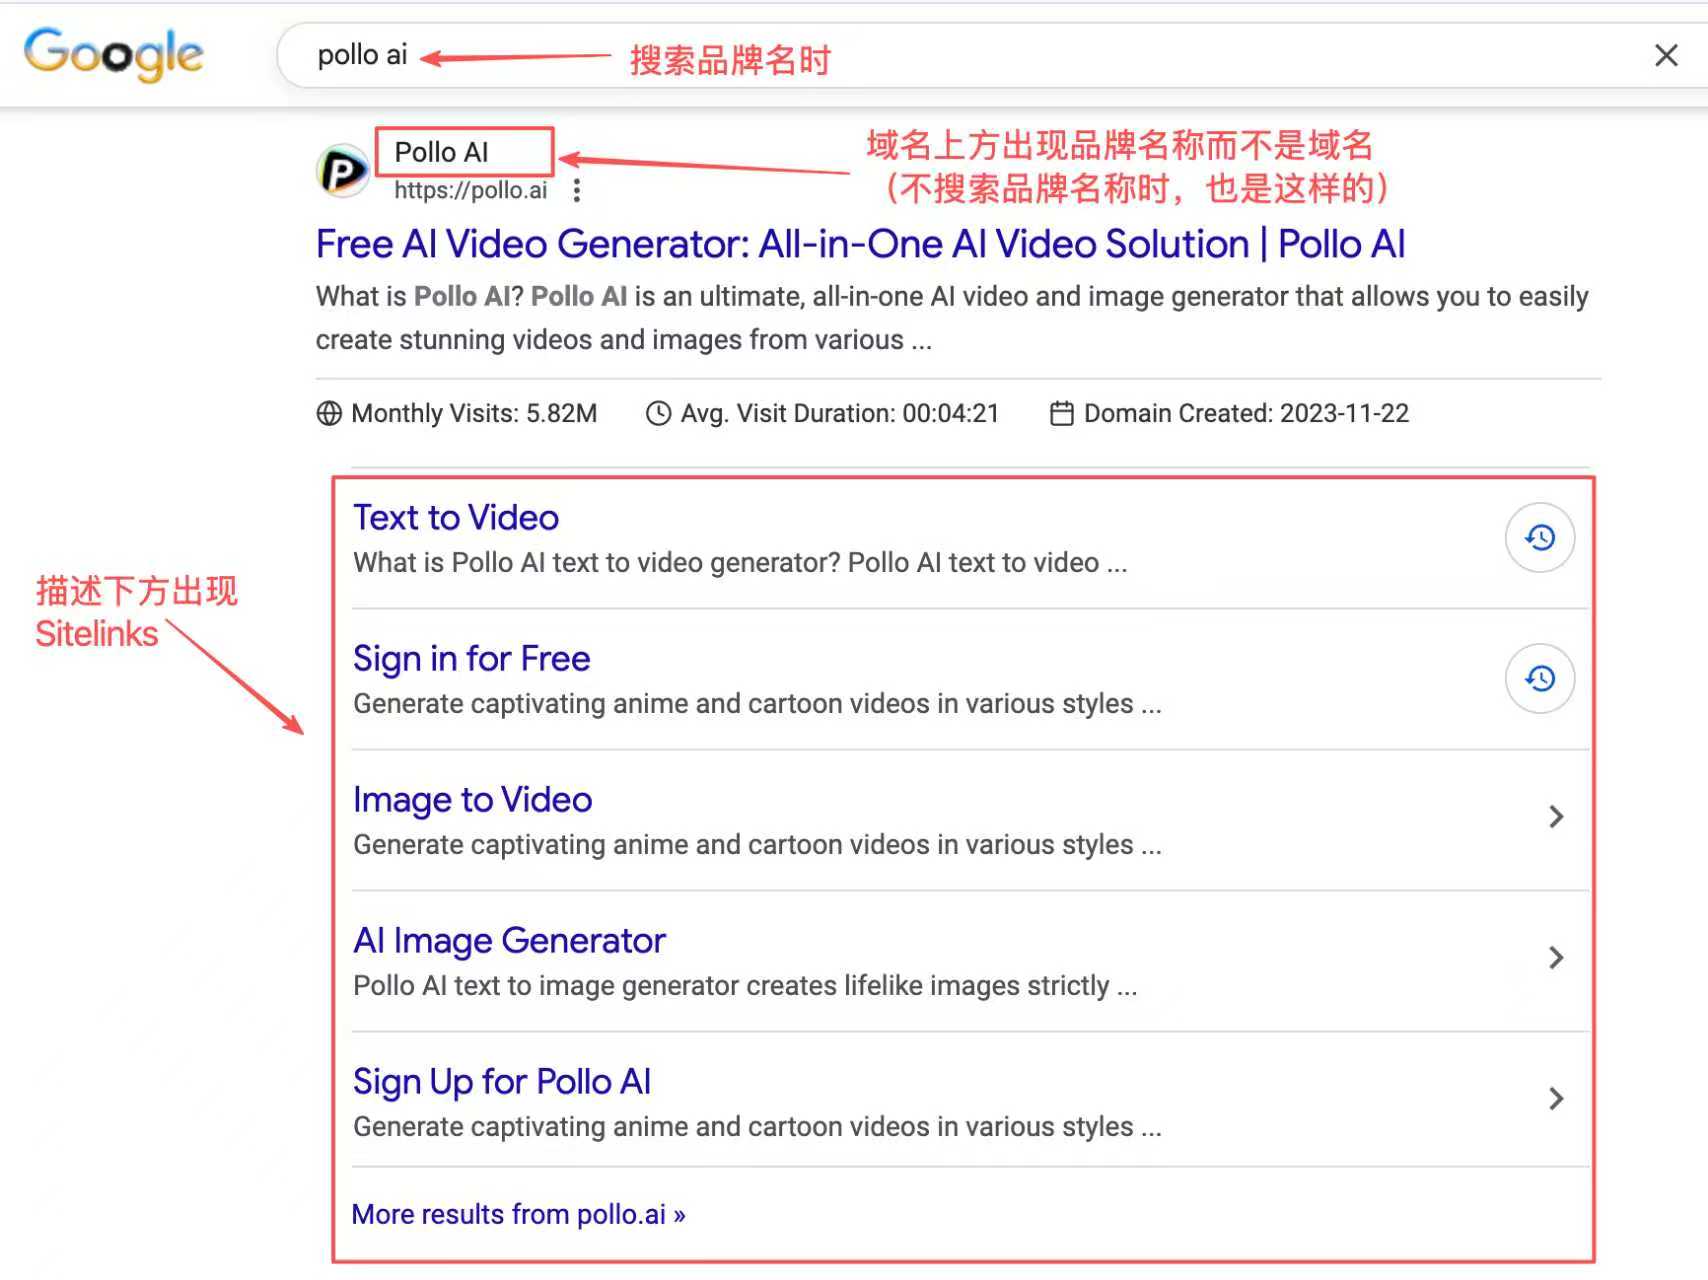 Google
pollo ai
搜索品牌名时
Pollo AI
https://pollo.ai
域名上方出现品牌名称而不是域名
（不搜索品牌名称时，也是这样的）
Free AI Video Generator: All-in-One AI Video Solution | Pollo AI
What is Pollo AI? Pollo AI is an ultimate, all-in-one AI video and image generator that allows you to easily
create stunning videos and images from various ...
Monthly Visits: 5.82M Avg. Visit Duration: 00:04:21 Domain Created: 2023-11-22
Text to Video
What is Pollo AI text to video generator? Pollo AI text to video ...
描述下方出现
Sitelinks
Sign in for Free
Generate captivating anime and cartoon videos in various styles ...
Image to Video
Generate captivating anime and cartoon videos in various styles ...
AI Image Generator
Pollo AI text to image generator creates lifelike images strictly ...
Sign Up for Pollo AI
Generate captivating anime and cartoon videos in various styles ...
More results from pollo.ai »